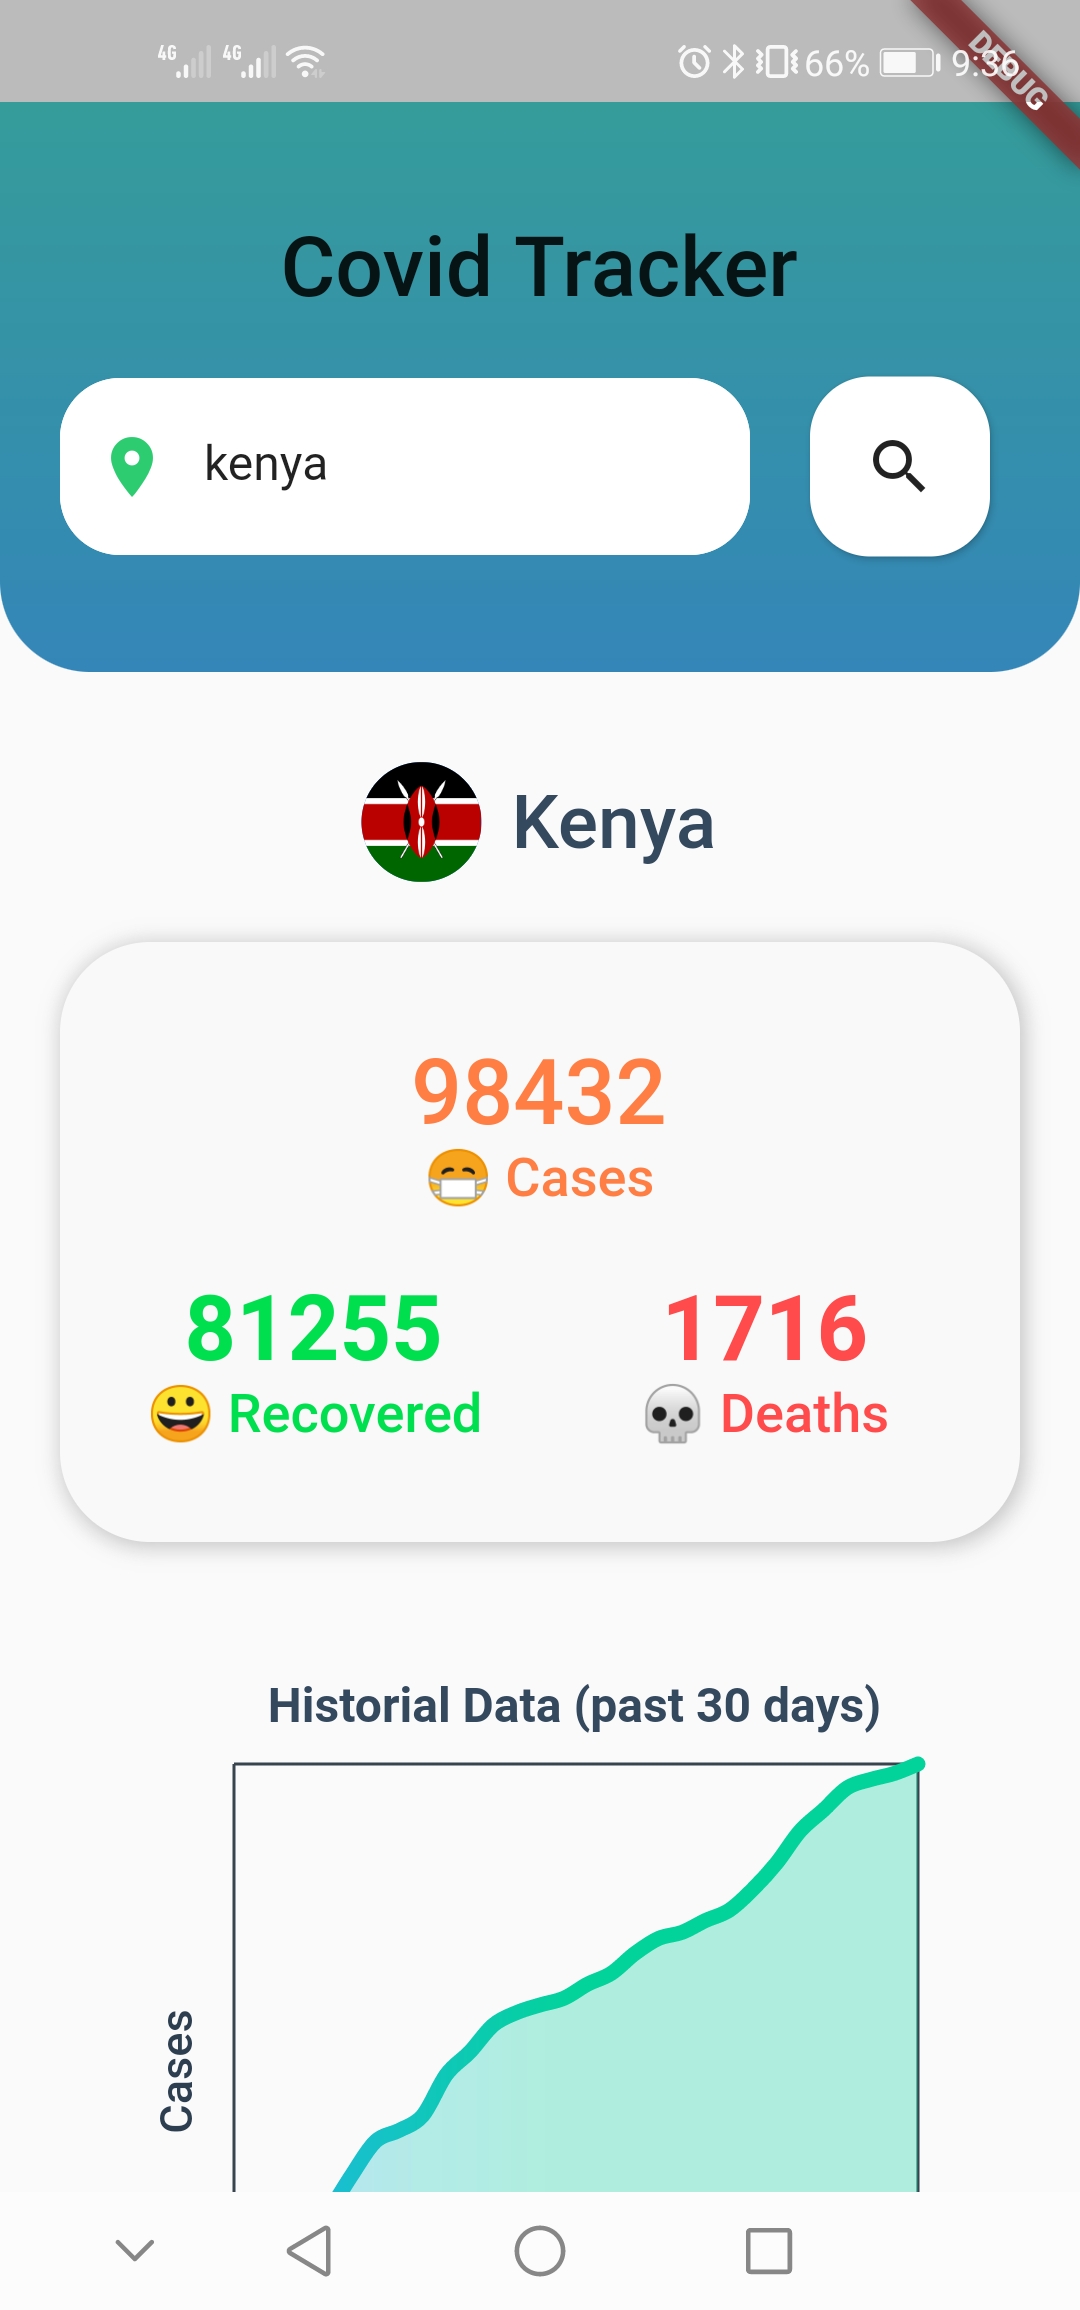 4G 4G 66% 9:36
DEBUG
Covid Tracker
kenya
Kenya
98432
😷 Cases
81255 1716
😀 Recovered 💀 Deaths
Historial Data (past 30 days)
Cases